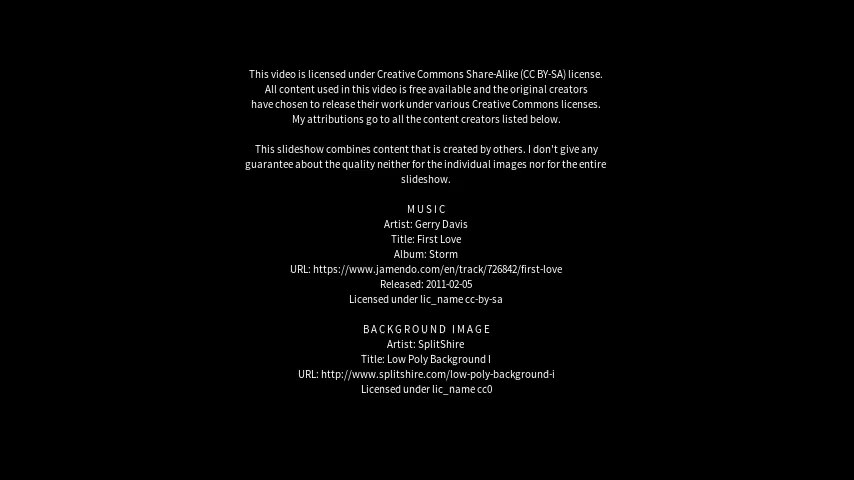 This video is licensed under Creative Commons Share-Alike (CC BY-SA) license.
All content used in this video is free available and the original creators
have chosen to release their work under various Creative Commons licenses.
My attributions go to all the content creators listed below.
This slideshow combines content that is created by others. I don't give any
guarantee about the quality neither for the individual images nor for the entire
slideshow.
MUSIC
Artist: Gerry Davis
Title: First Love
Album: Storm
URL: https://www.jamendo.com/en/track/726842/first-love
Released: 2011-02-05
Licensed under lic_name cc-by-sa
BACKGROUND IMAGE
Artist: SplitShire
Title: Low Poly Background I
URL: http://www.splitshire.com/low-poly-background-i
Licensed under lic_name cc0